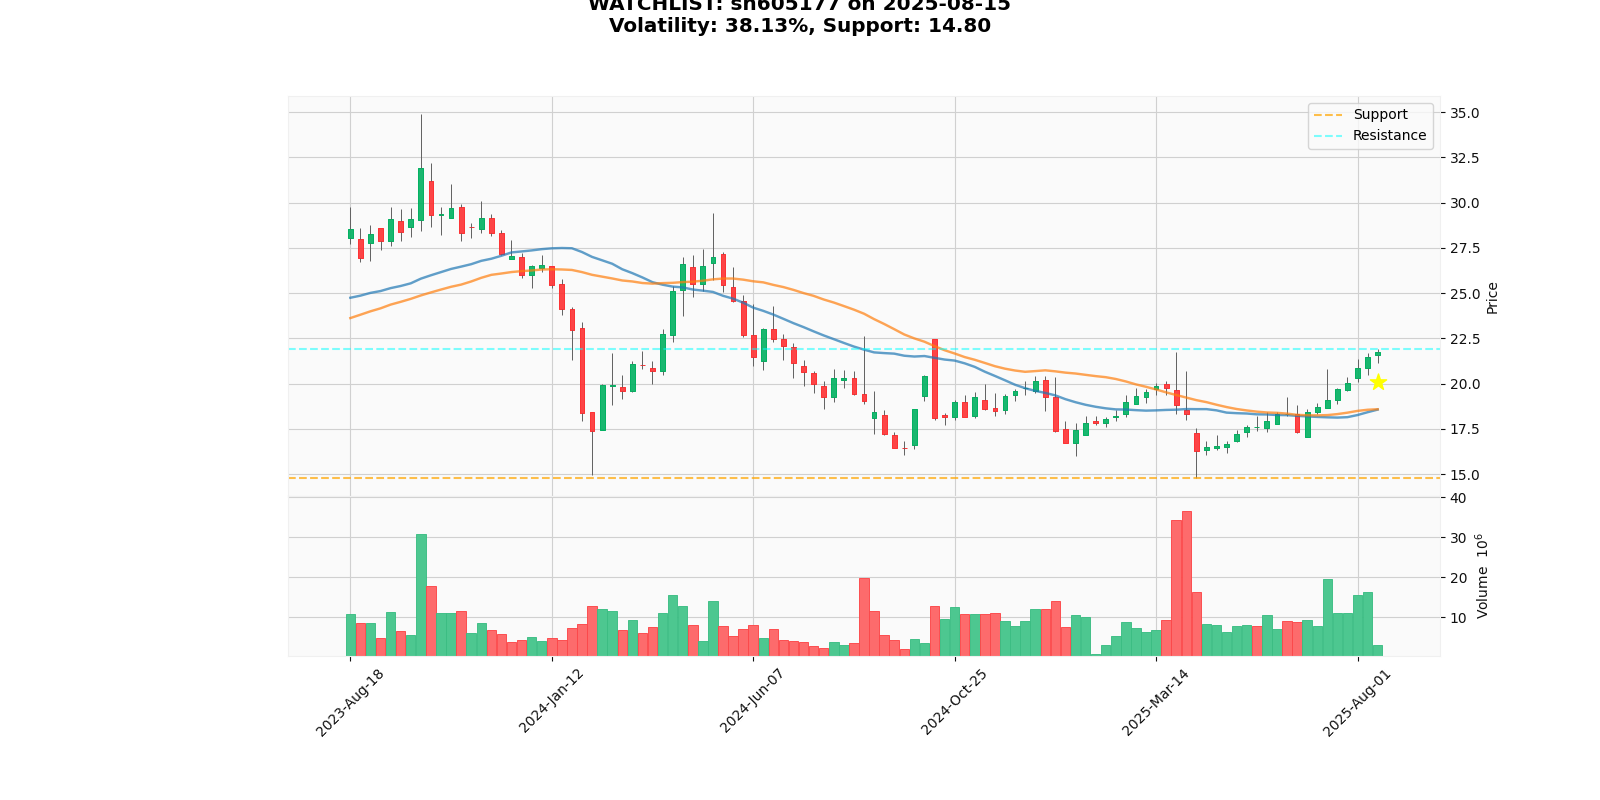 WATCHLIST: sh605177 on 2025-08-15
Volatility: 38.13%, Support: 14.80
Support
Resistance
35.0
32.5
30.0
27.5
25.0
22.5
20.0
17.5
15.0
Price
40
30
20
10
Volume 10⁶
2023-Aug-18
2024-Jan-12
2024-Jun-07
2024-Oct-25
2025-Mar-14
2025-Aug-01